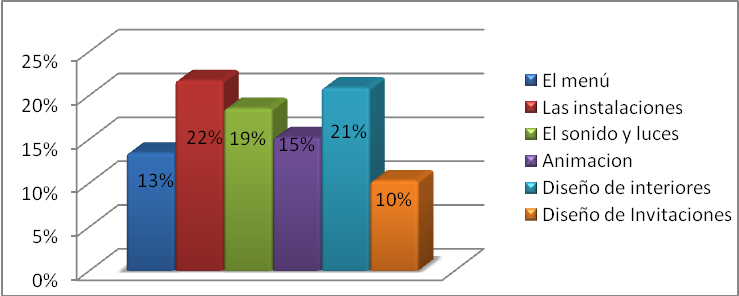 25%
20%
15%
10%
5%
0%
13%
22%
19%
15%
21%
10%
El menú
Las instalaciones
El sonido y luces
Animacion
Diseño de interiores
Diseño de Invitaciones